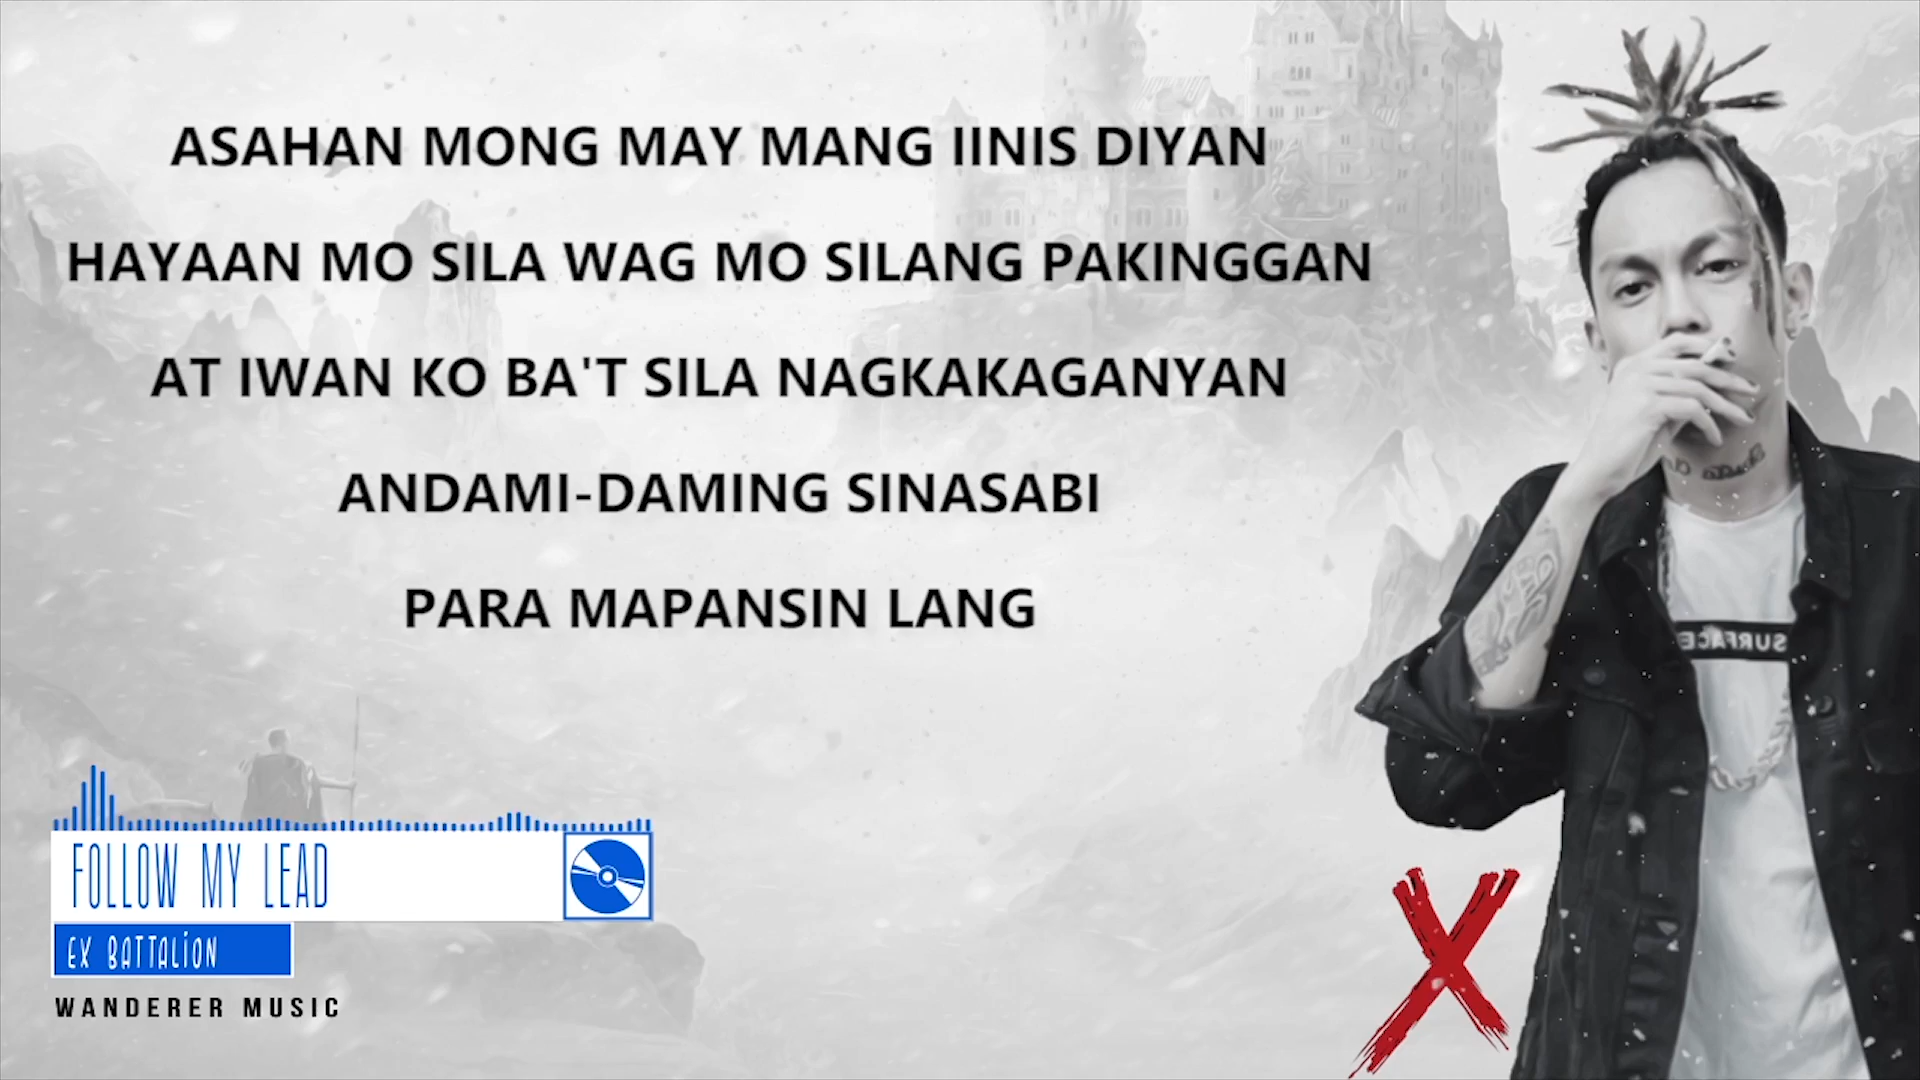 ASAHAN MONG MAY MANG IINIS DIYAN
HAYAAN MO SILA WAG MO SILANG PAKINGGAN
AT IWAN KO BA'T SILA NAGKAKAGANYAN
ANDAMI-DAMING SINASABI
PARA MAPANSIN LANG
SURFACE
FOLLOW MY LEAD
EX BATTALION
WANDERER MUSIC
X